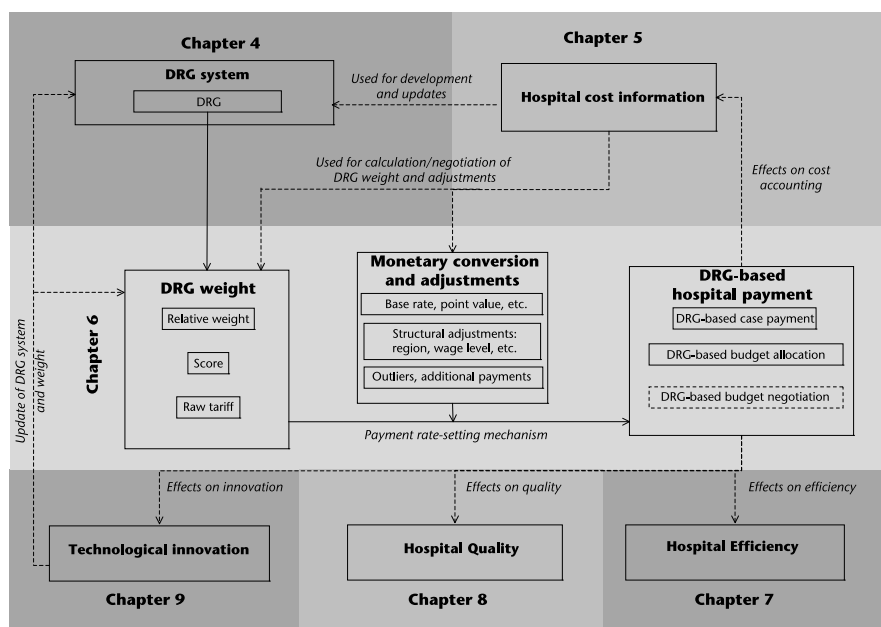 Chapter 4
Chapter 5
DRG system
DRG
Used for development
and updates
Hospital cost information
Used for calculation/negotiation of
DRG weight and adjustments
Effects on cost
accounting
Chapter 6
DRG weight
Relative weight
Score
Raw tariff
Monetary conversion
and adjustments
Base rate, point value, etc.
Structural adjustments:
region, wage level, etc.
Outliers, additional payments
DRG-based
hospital payment
DRG-based case payment
DRG-based budget allocation
DRG-based budget negotiation
Payment rate-setting mechanism
Update of DRG system
and weight
Effects on innovation
Effects on quality
Effects on efficiency
Technological innovation
Hospital Quality
Hospital Efficiency
Chapter 9
Chapter 8
Chapter 7